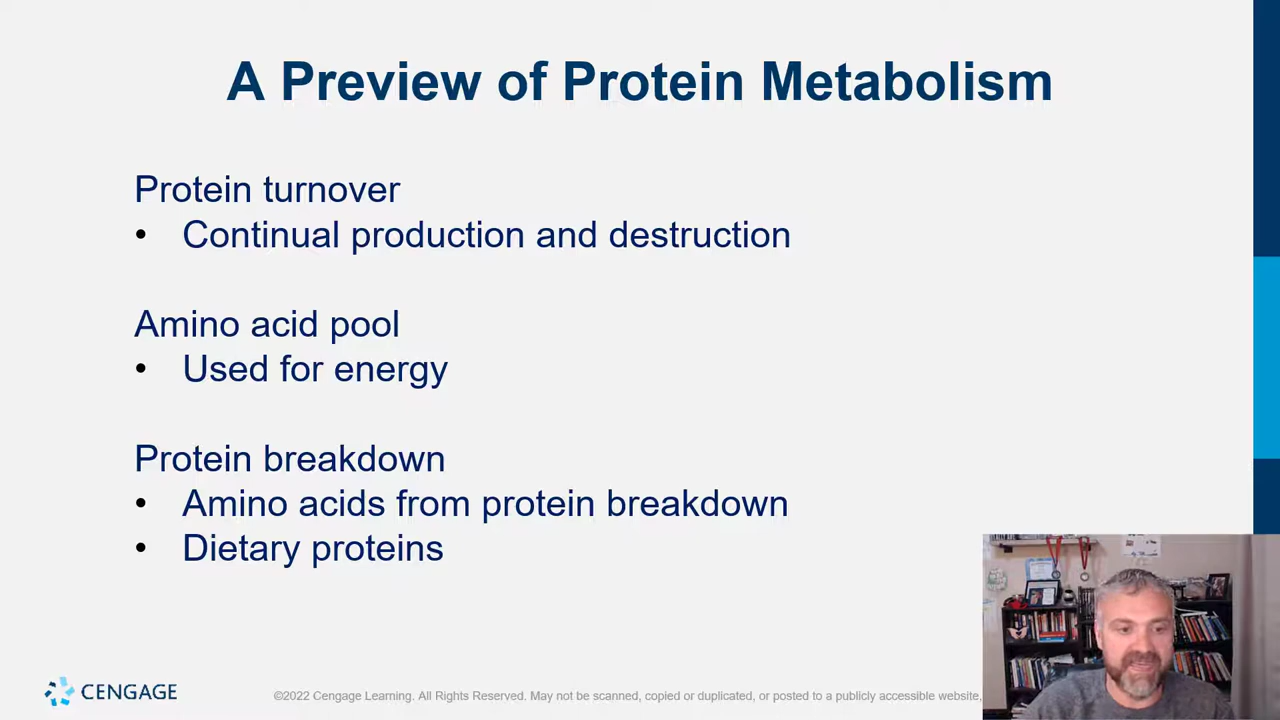 A Preview of Protein Metabolism
Protein turnover
• Continual production and destruction
Amino acid pool
• Used for energy
Protein breakdown
• Amino acids from protein breakdown
• Dietary proteins
CENGAGE
©2022 Cengage Learning. All Rights Reserved. May not be scanned, copied or duplicated, or posted to a publicly accessible website,